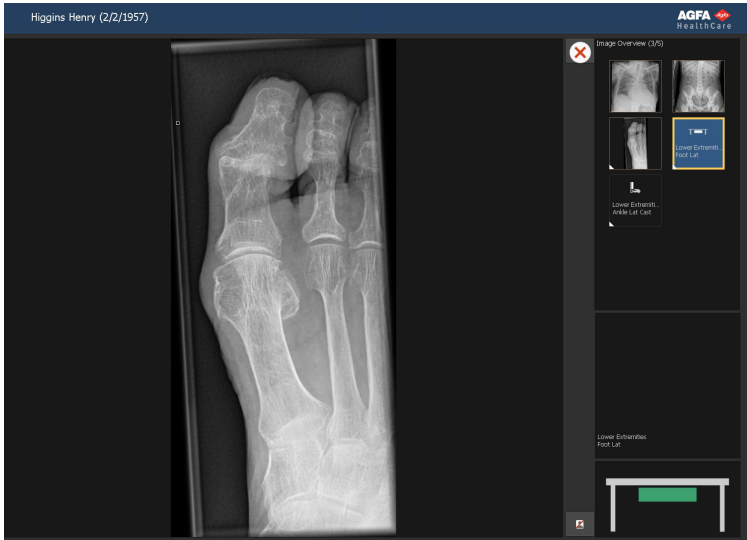 Higgins Henry (2/2/1957)
AGFA
HealthCare
Image Overview (3/5)
Lower Extremiti...
Foot Lat
Lower Extremiti...
Ankle Lat Cast
Lower Extremities
Foot Lat